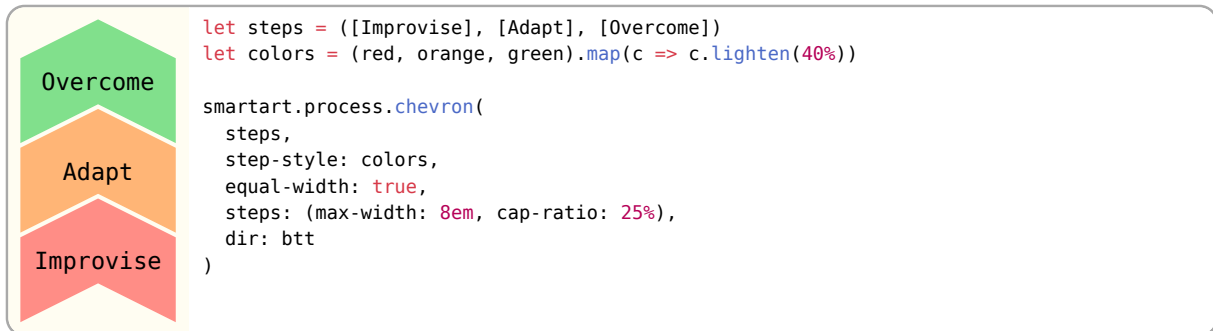 Overcome
Adapt
Improvise
let steps = ([Improvise], [Adapt], [Overcome])
let colors = (red, orange, green).map(c => c.lighten(40%))

smartart.process.chevron(
  steps,
  step-style: colors,
  equal-width: true,
  steps: (max-width: 8em, cap-ratio: 25%),
  dir: btt
)